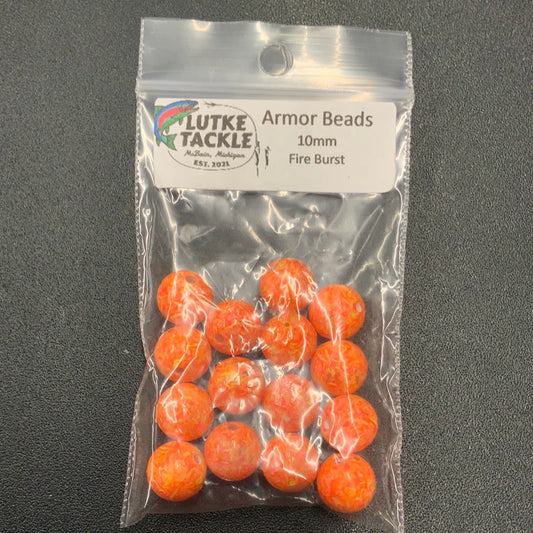 LUTKE
TACKLE
McBain, Michigan
EST. 2021
Armor Beads
10mm
Fire Burst